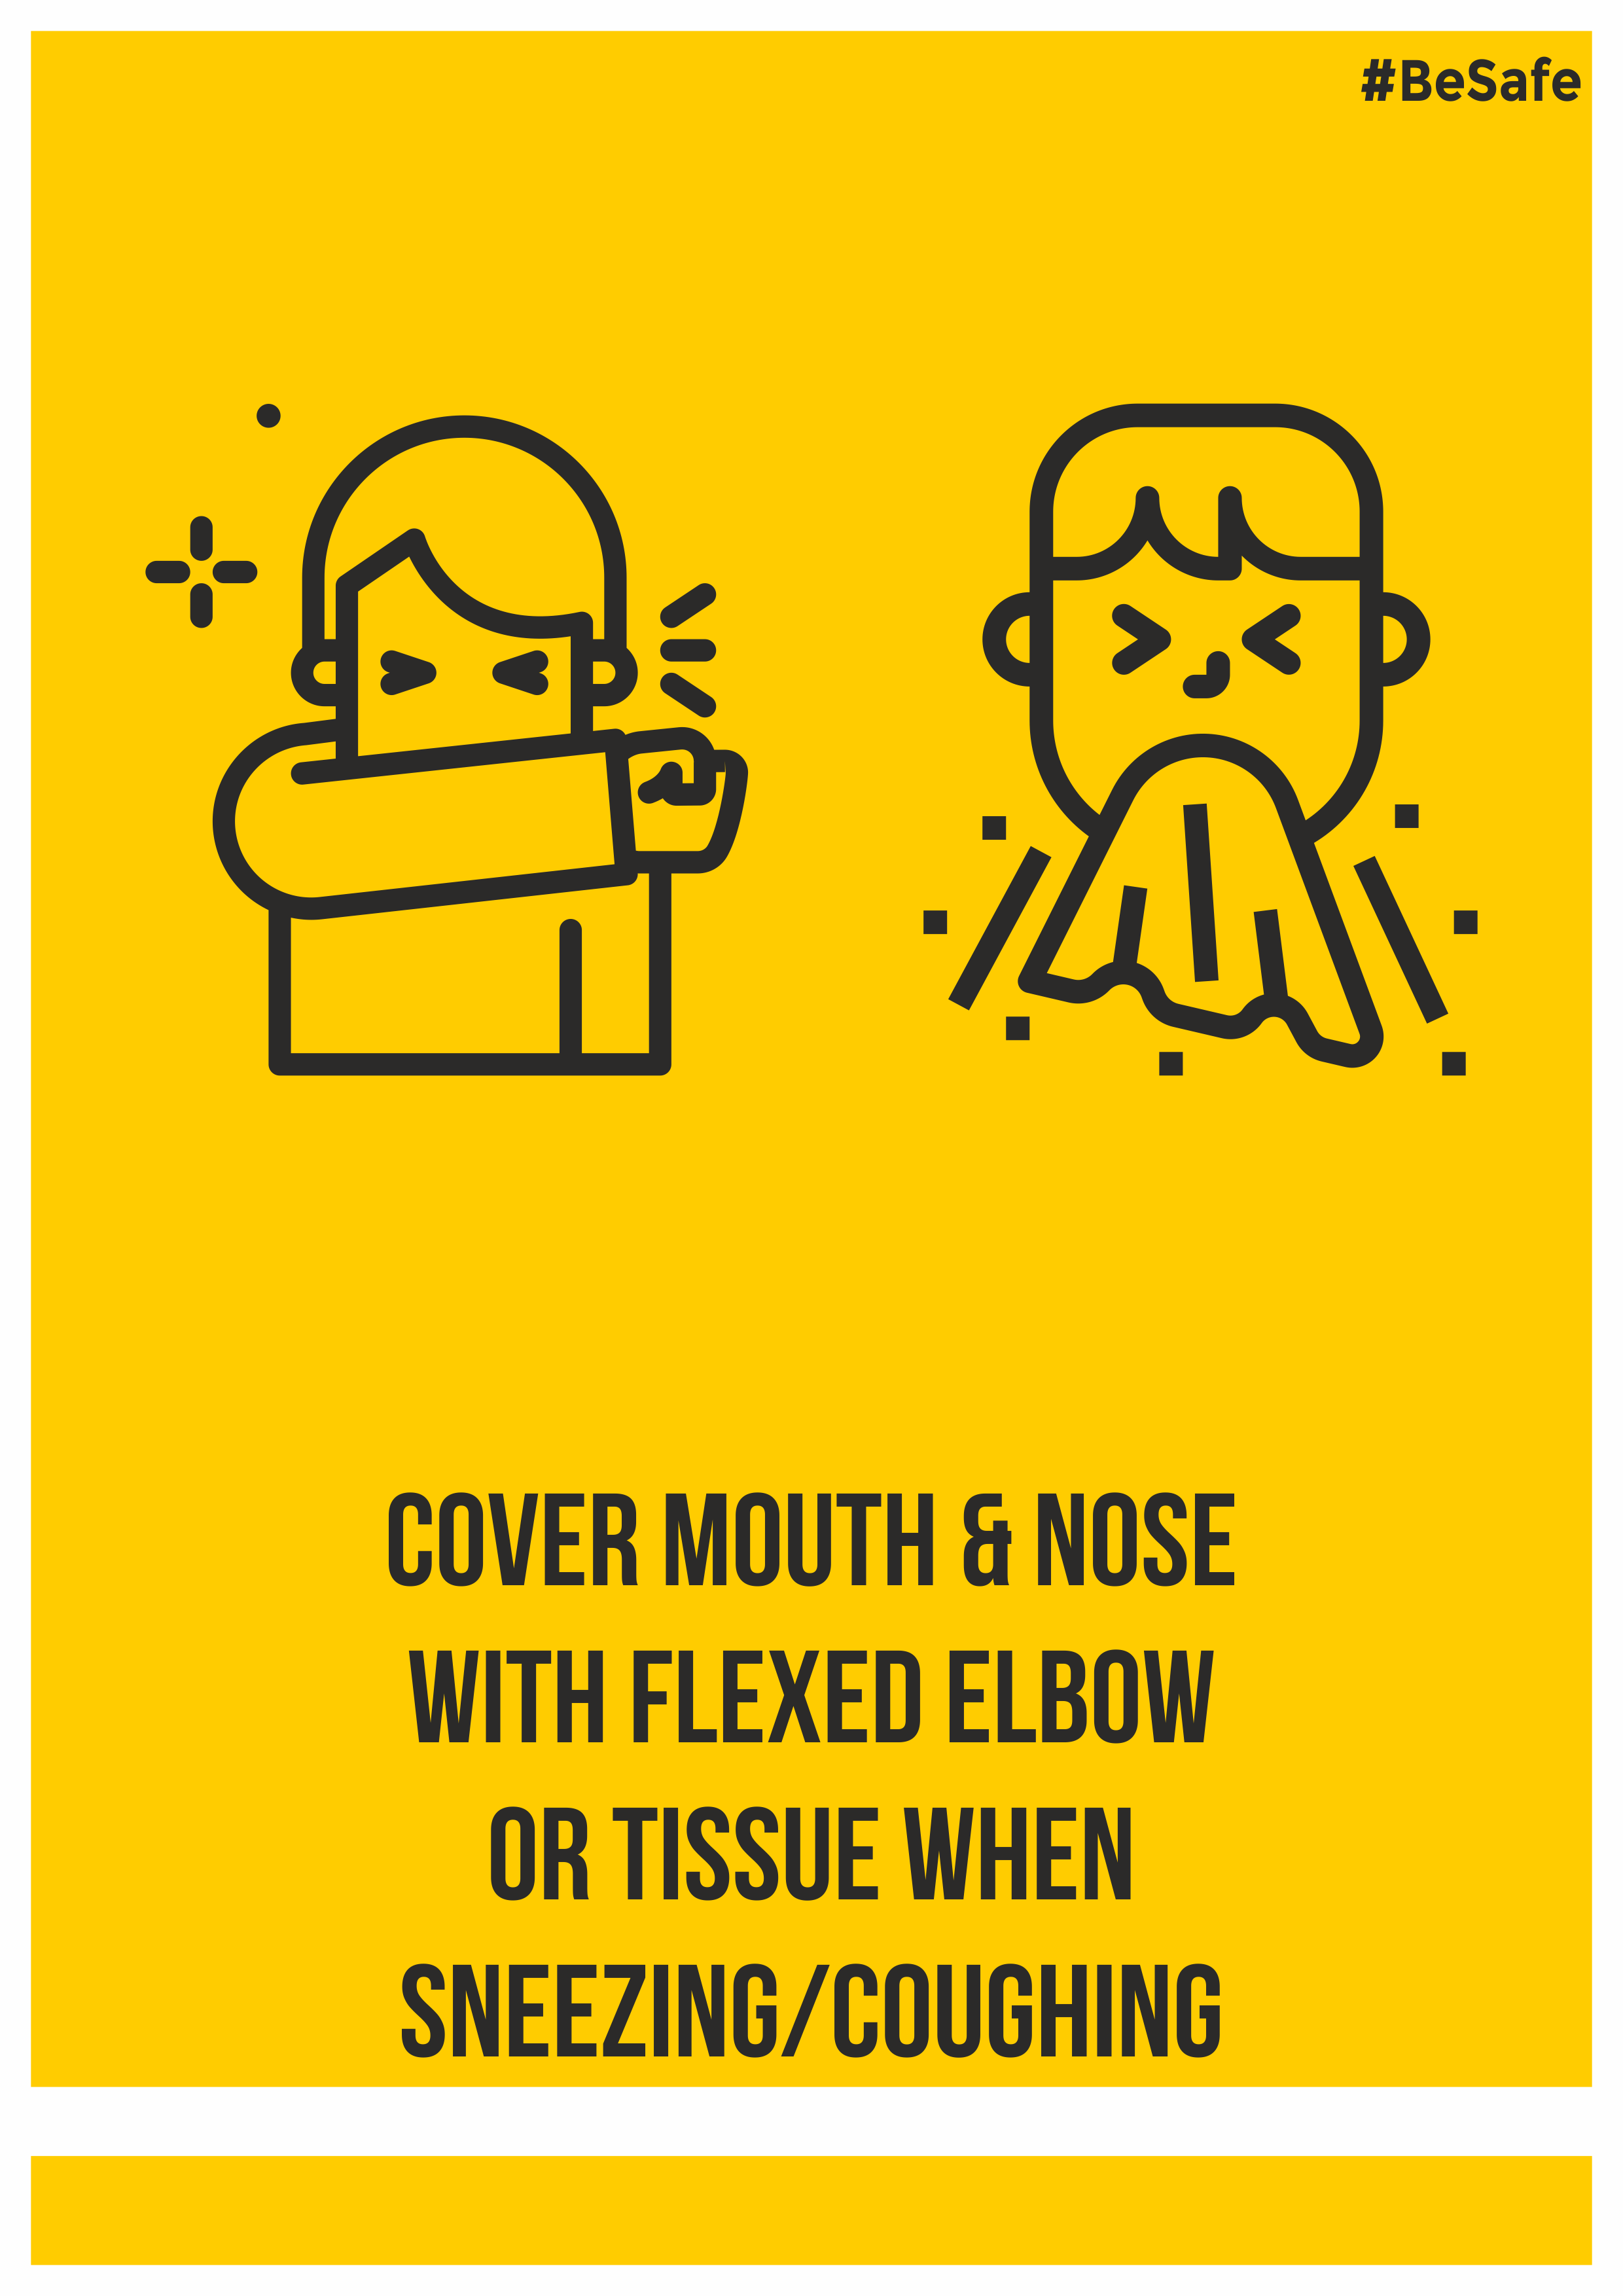 #BeSafe
COVER MOUTH & NOSE
WITH FLEXED ELBOW
OR TISSUE WHEN
SNEEZING/COUGHING